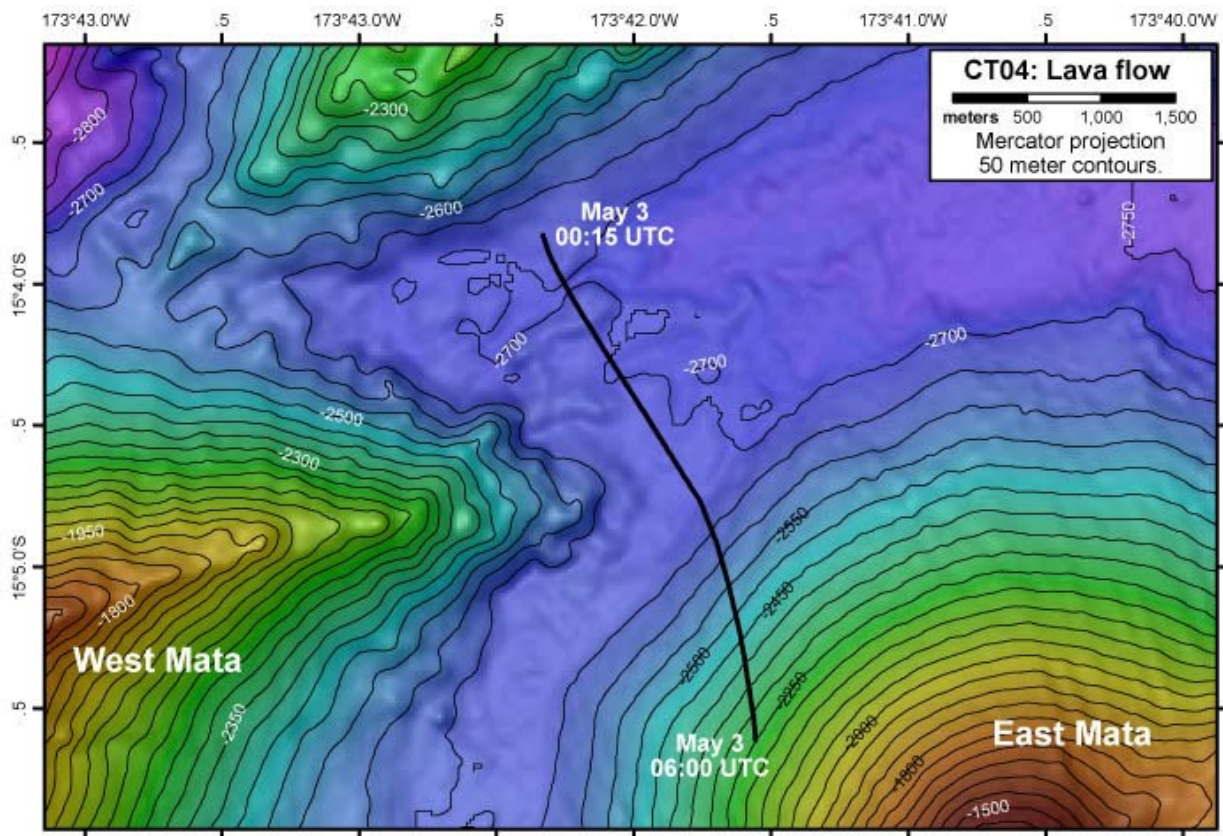 173°43.0'W .5 173°43.0'W .5 173°42.0'W .5 173°41.0'W .5 173°40.0'W
CT04: Lava flow
meters 500 1,000 1,500
Mercator projection
50 meter contours.
-2300
-2800
.5
-2700
-2600
May 3
00:15 UTC
-2750
15°4.0'S
-2700
-2700
-2700
.5
-2500
-2300
-2550
-1950
15°5.0'S
-2450
-1800
West Mata
-2500
-2250
.5
-2350
-2000
East Mata
May 3
06:00 UTC
-1800
-1500